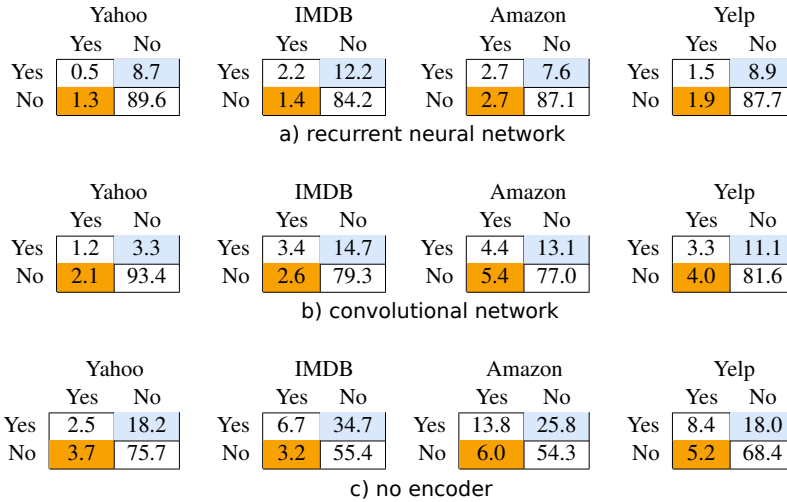 Yahoo IMDB Amazon Yelp
Yes No Yes No Yes No Yes No
Yes 0.5 8.7 Yes 2.2 12.2 Yes 2.7 7.6 Yes 1.5 8.9
No 1.3 89.6 No 1.4 84.2 No 2.7 87.1 No 1.9 87.7
a) recurrent neural network
Yahoo IMDB Amazon Yelp
Yes No Yes No Yes No Yes No
Yes 1.2 3.3 Yes 3.4 14.7 Yes 4.4 13.1 Yes 3.3 11.1
No 2.1 93.4 No 2.6 79.3 No 5.4 77.0 No 4.0 81.6
b) convolutional network
Yahoo IMDB Amazon Yelp
Yes No Yes No Yes No Yes No
Yes 2.5 18.2 Yes 6.7 34.7 Yes 13.8 25.8 Yes 8.4 18.0
No 3.7 75.7 No 3.2 55.4 No 6.0 54.3 No 5.2 68.4
c) no encoder